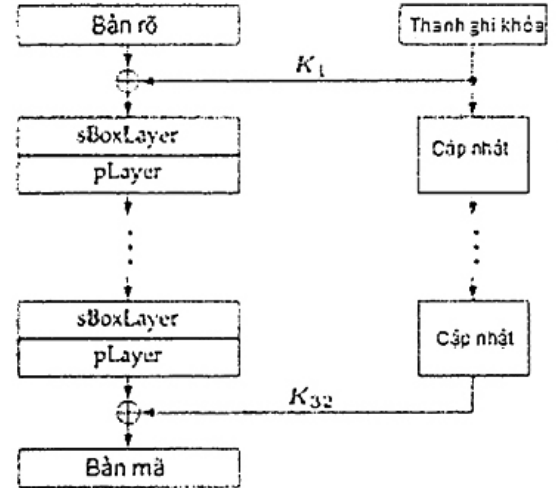 Bản rõ
Thanh ghi khóa
K₁
sBoxLayer
pLayer
Cập nhật
sBoxLayer
pLayer
Cập nhật
K₃₂
Bản mã